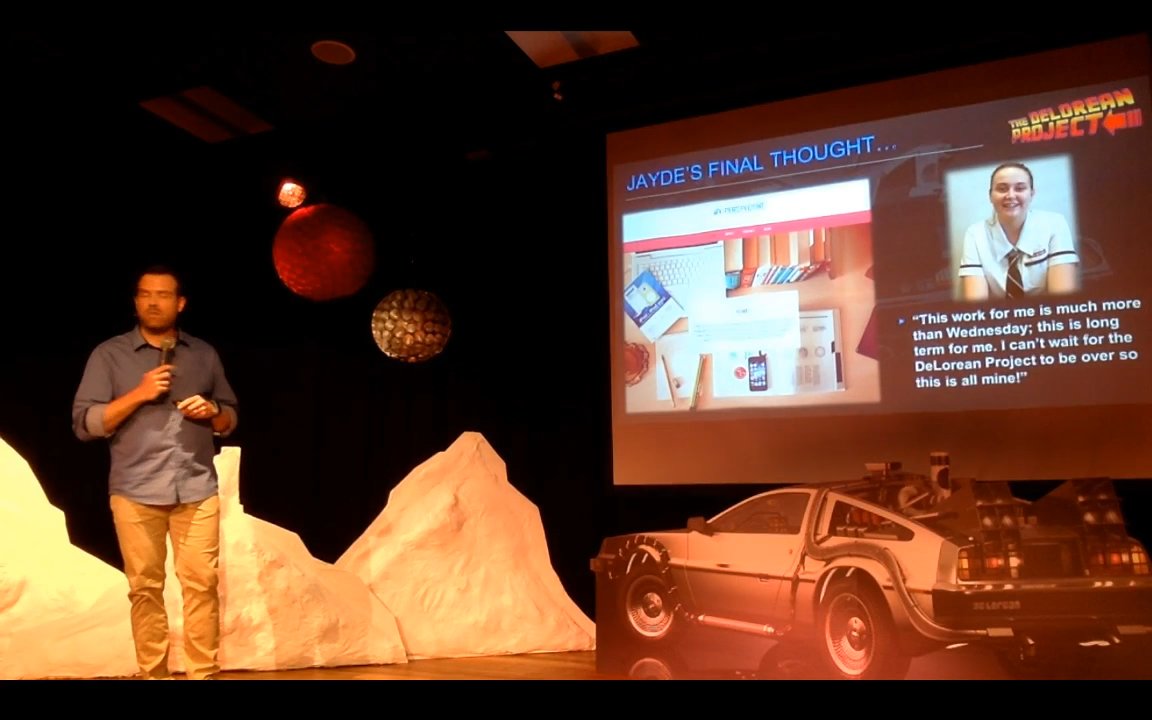 THE DELOREAN
PROJECT
JAYDE'S FINAL THOUGHT...
"This work for me is much more
than Wednesday; this is long
term for me. I can't wait for the
DeLorean Project to be over so
this is all mine!"
DELOREAN